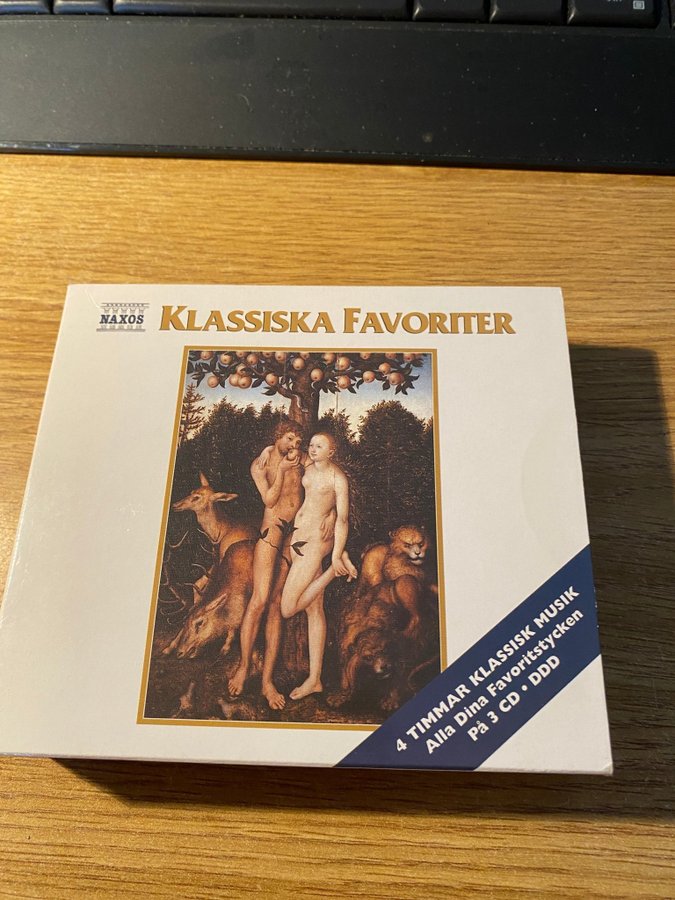 NAXOS
KLASSISKA FAVORITER
4 TIMMAR KLASSISK MUSIK
Alla Dina Favoritstycken
På 3 CD • DDD